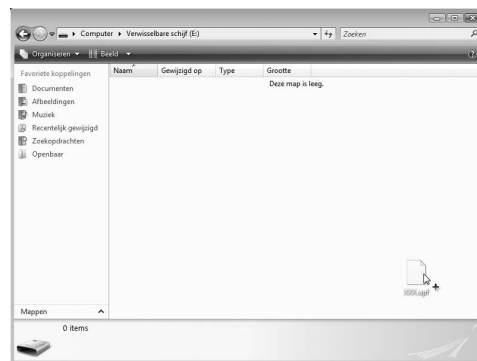 Computer ▸ Verwisselbare schijf (E:)
Zoeken
Organiseren
Beeld
Favoriete koppelingen
Documenten
Afbeeldingen
Muziek
Recentelijk gewijzigd
Zoekopdrachten
Openbaar
Mappen
Naam Gewijzigd op Type Grootte
Deze map is leeg.
0 items